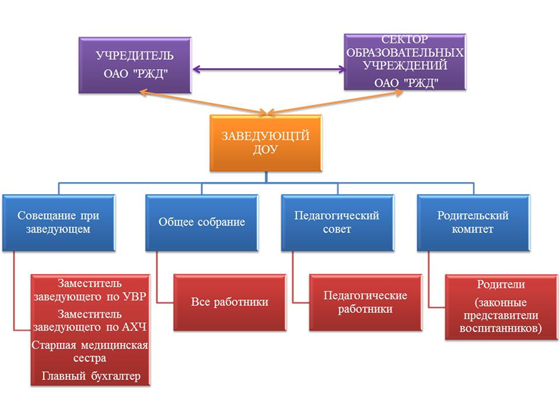 УЧРЕДИТЕЛЬ
ОАО "РЖД"
СЕКТОР
ОБРАЗОВАТЕЛЬНЫХ
УЧРЕЖДЕНИЙ
ОАО "РЖД"
ЗАВЕДУЮЩТЙ
ДОУ
Совещание при
заведующем
Общее собрание
Педагогический
совет
Родительский
комитет
Заместитель
заведующего по УВР
Заместитель
заведующего по АХЧ
Старшая медицинская
сестра
Главный бухгалтер
Все работники
Педагогические
работники
Родители
(законные
представители
воспитанников)